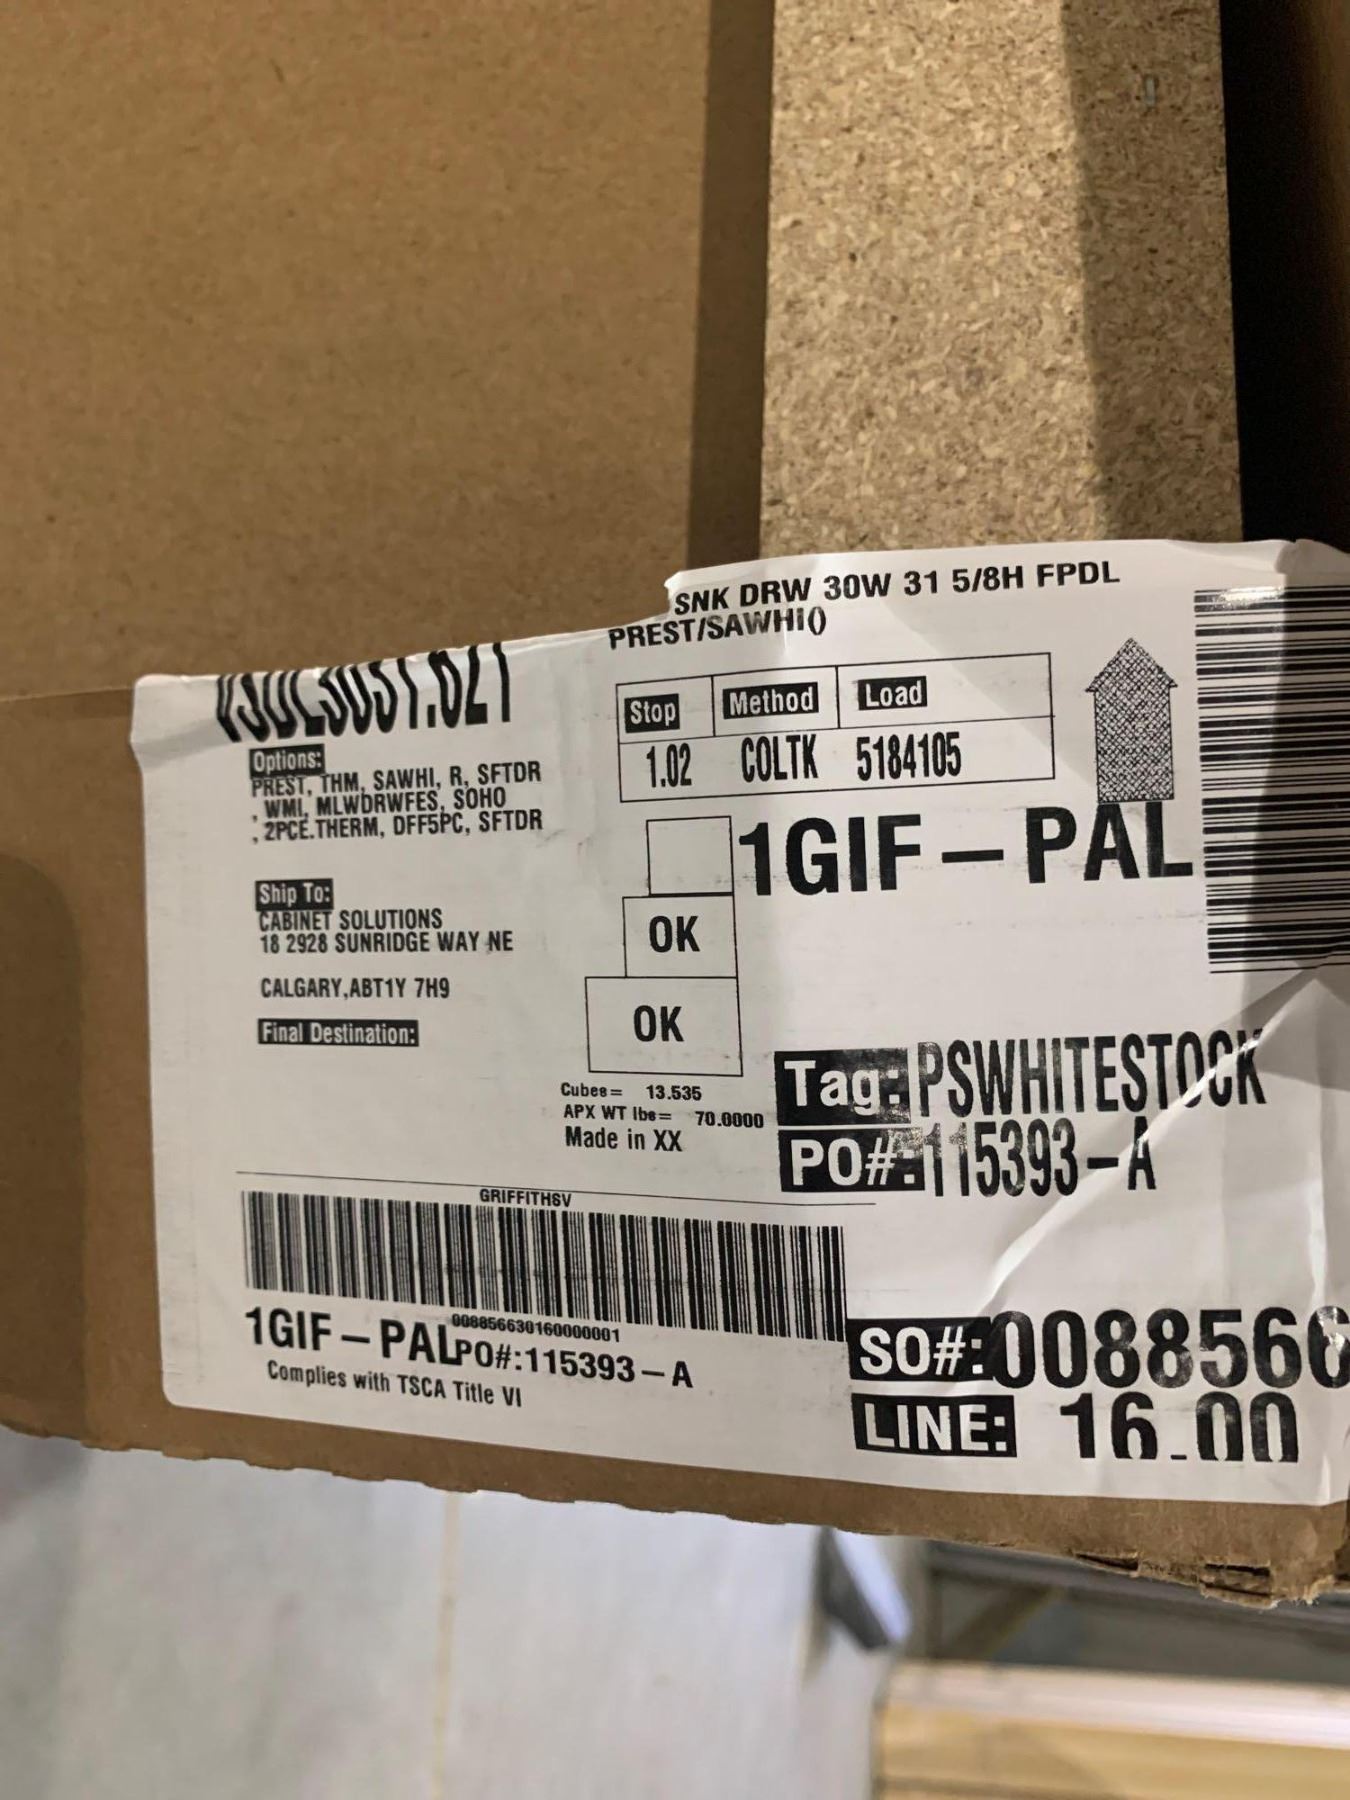 SNK DRW 30W 31 5/8H FPDL
PREST/SAWHI()
Options:
PREST, THM, SAWHI, R, SFTDR
, WMI, MLWDRWFES, SOHO
, 2PCE.THERM, DFF5PC, SFTDR
Stop Method Load
1.02 COLTK 5184105
1GIF-PAL
Ship To:
CABINET SOLUTIONS
18 2928 SUNRIDGE WAY NE
CALGARY,ABT1Y 7H9
Final Destination:
OK
OK
Cubes= 13.535
APX WT lbs= 70.0000
Made in XX
Tag: PSWHITESTOCK
PO#: 115393-A
GRIFFITHSV
008856630160000001
1GIF-PAL PO#:115393-A
Complies with TSCA Title VI
SO#: 0088566
LINE: 16.00